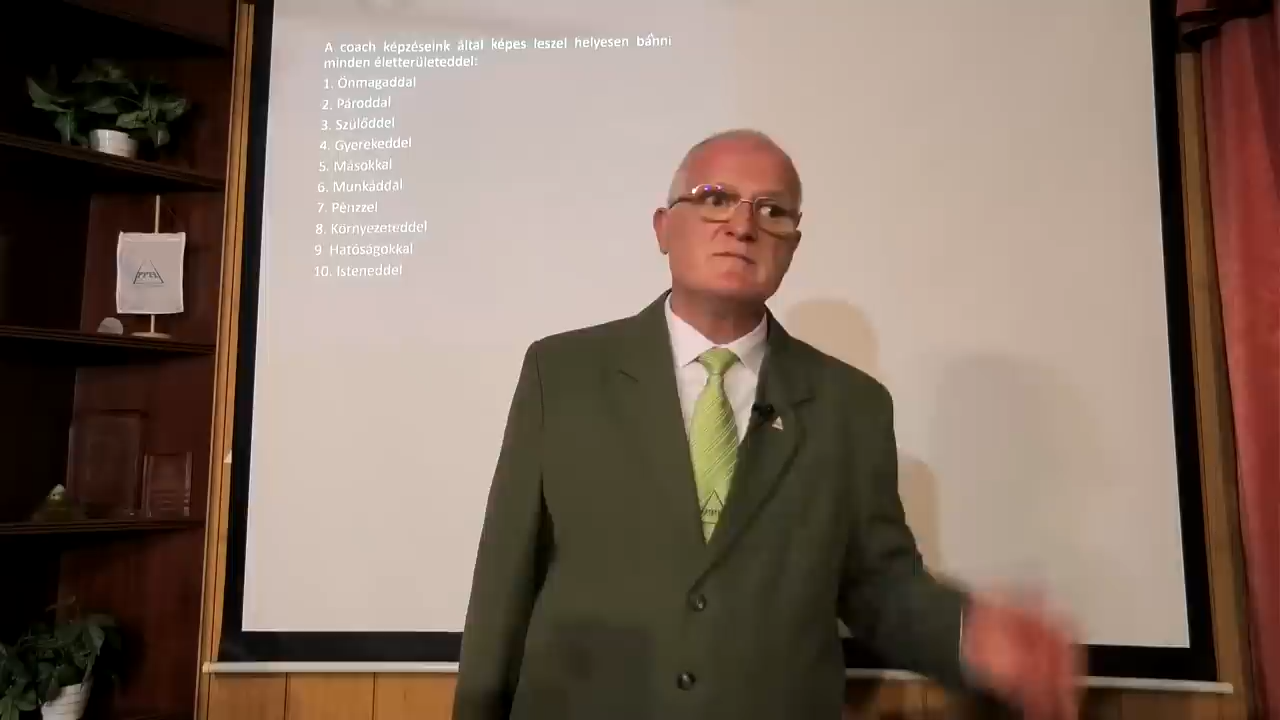 A coach képzéseink által képes leszel helyesen bánni
minden életterületeddel:
1. Önmagaddal
2. Pároddal
3. Szülőddel
4. Gyerekeddel
5. Másokkal
6. Munkáddal
7. Pénzzel
8. Környezeteddel
9 Hatóságokkal
10. Isteneddel